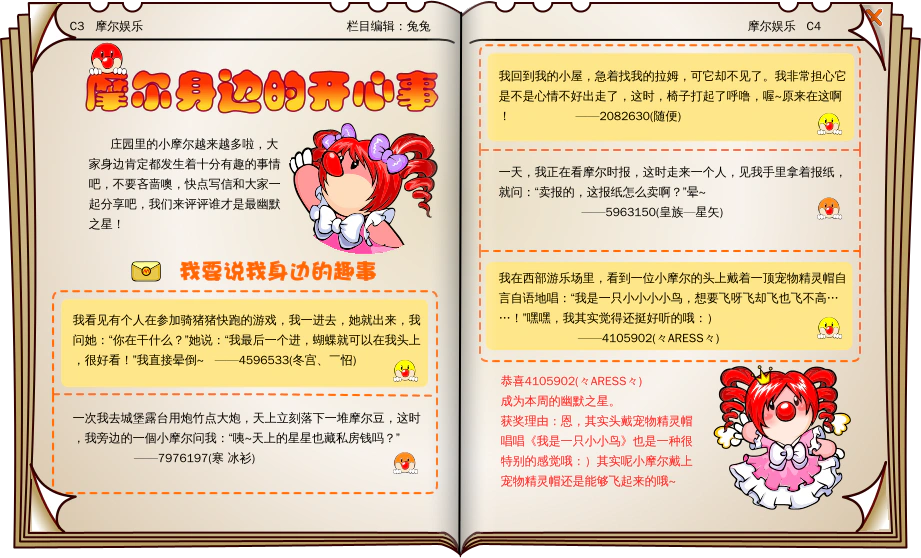 C3 摩尔娱乐
栏目编辑：兔兔
摩尔身边的开心事
庄园里的小摩尔越来越多啦，大
家身边肯定都发生着十分有趣的事情
吧，不要吝啬噢，快点写信和大家一
起分享吧，我们来评评谁才是最幽默
之星！
我要说我身边的趣事
我看见有个人在参加骑猪猪快跑的游戏，我一进去，她就出来，我
问她：“你在干什么？”她说：“我最后一个进，蝴蝶就可以在我头上
，很好看！”我直接晕倒~ ——4596533(冬宫、乛怊)
一次我去城堡露台用炮竹点大炮，天上立刻落下一堆摩尔豆，这时
，我旁边的一個小摩尔问我：“咦~天上的星星也藏私房钱吗？”
——7976197(寒 冰衫)
摩尔娱乐 C4
我回到我的小屋，急着找我的拉姆，可它却不见了。我非常担心它
是不是心情不好出走了，这时，椅子打起了呼噜，喔~原来在这啊
！ ——2082630(随便)
一天，我正在看摩尔时报，这时走来一个人，见我手里拿着报纸，
就问：“卖报的，这报纸怎么卖啊？”晕~
——5963150(皇族—星矢)
我在西部游乐场里，看到一位小摩尔的头上戴着一顶宠物精灵帽自
言自语地唱：“我是一只小小小小鸟，想要飞呀飞却飞也飞不高…
…！”嘿嘿，我其实觉得还挺好听的哦：）
——4105902(々ARESS々)
恭喜4105902(々ARESS々)
成为本周的幽默之星。
获奖理由：恩，其实头戴宠物精灵帽
唱唱《我是一只小小鸟》也是一种很
特别的感觉哦：）其实呢小摩尔戴上
宠物精灵帽还是能够飞起来的哦~